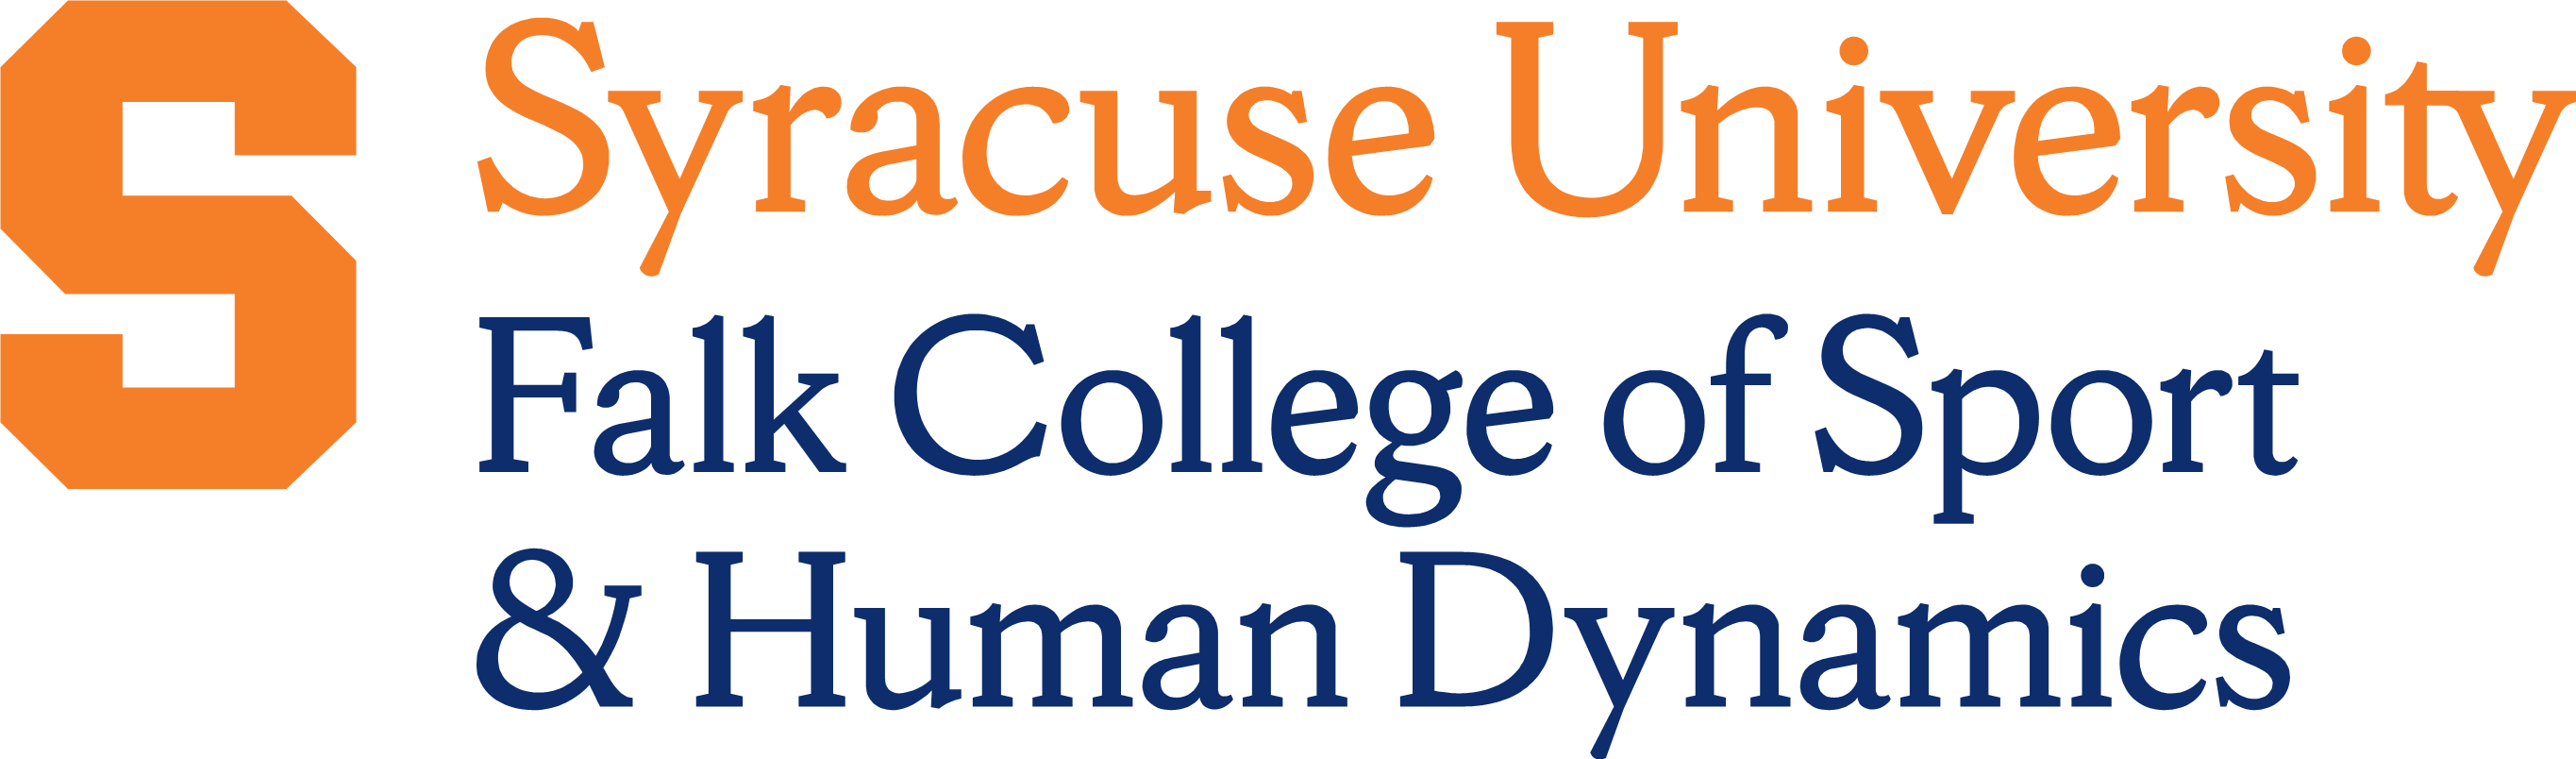 S
Syracuse University
Falk College of Sport
& Human Dynamics